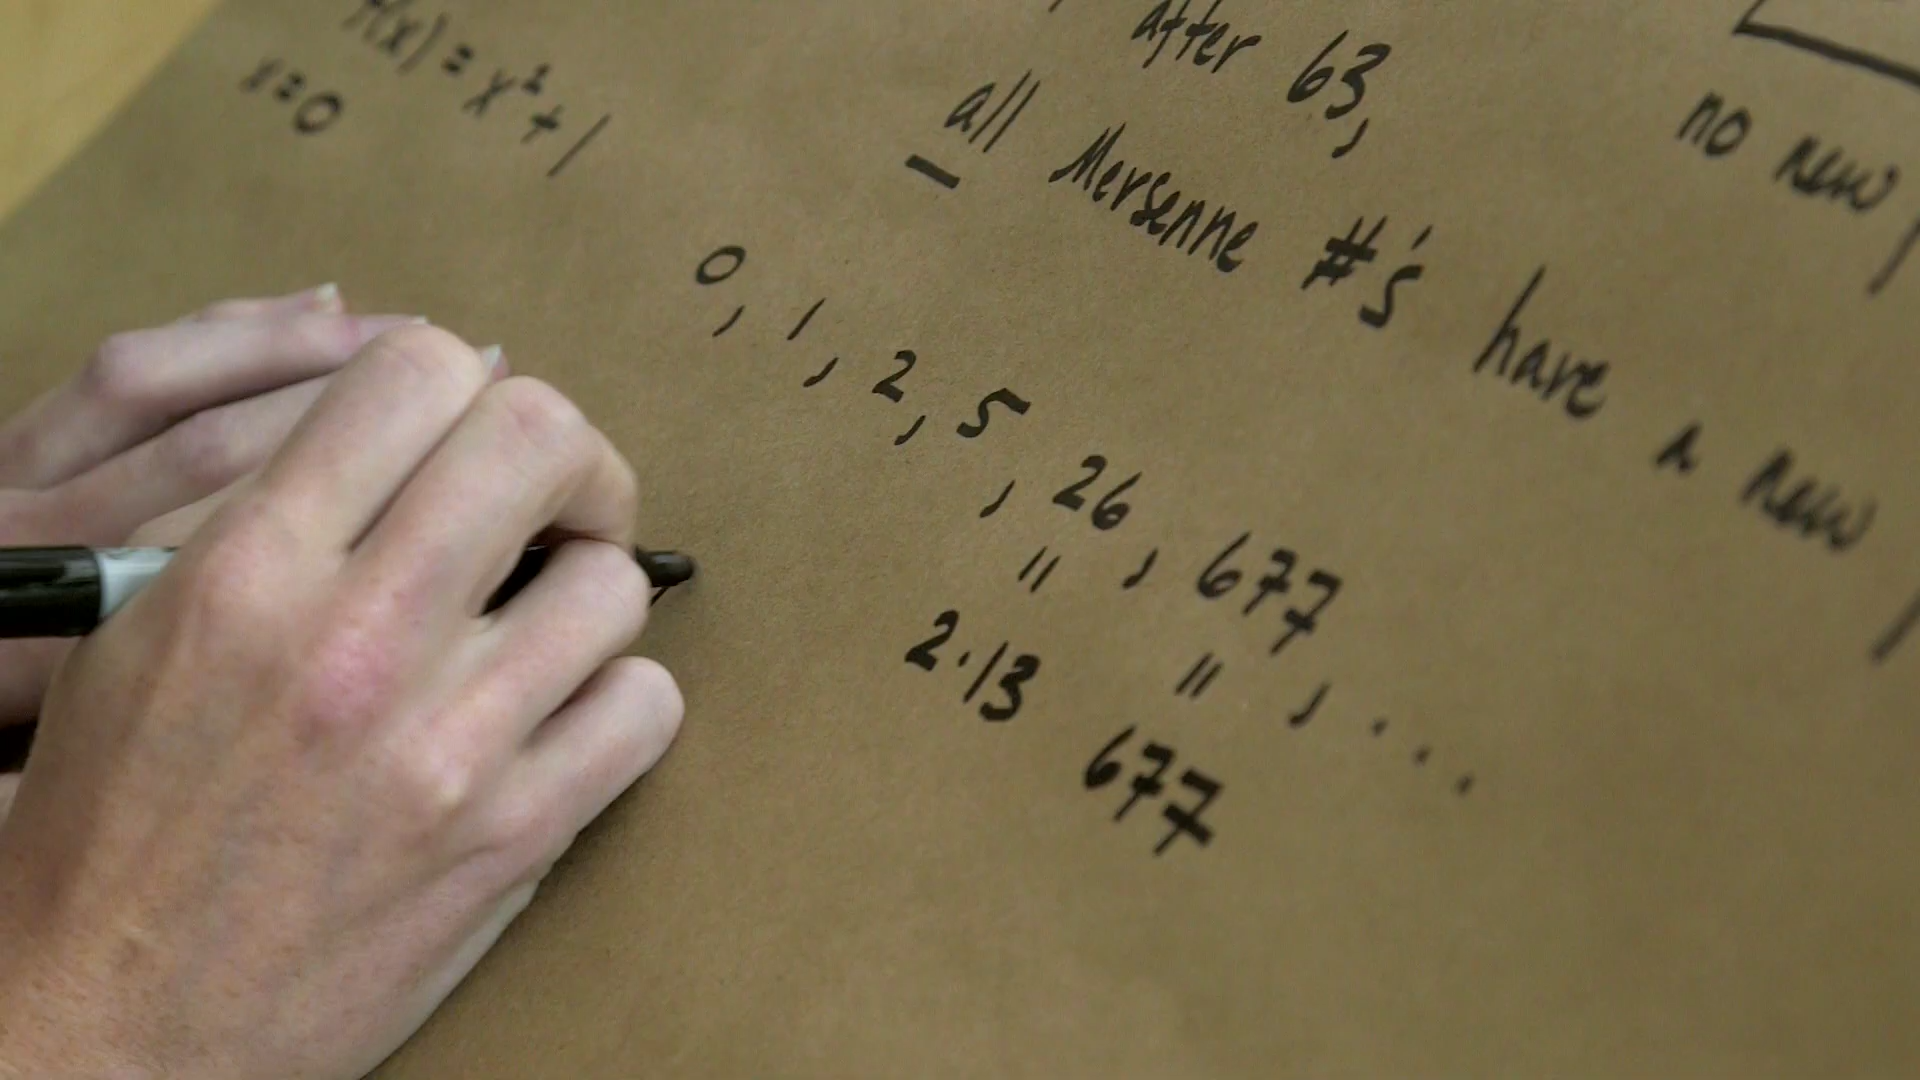 f(x) = x² + 1
x = 0
after 63,
all Mersenne #'s have a new
no new
0, 1, 2, 5, 26, 677, ...
" "
2·13 677